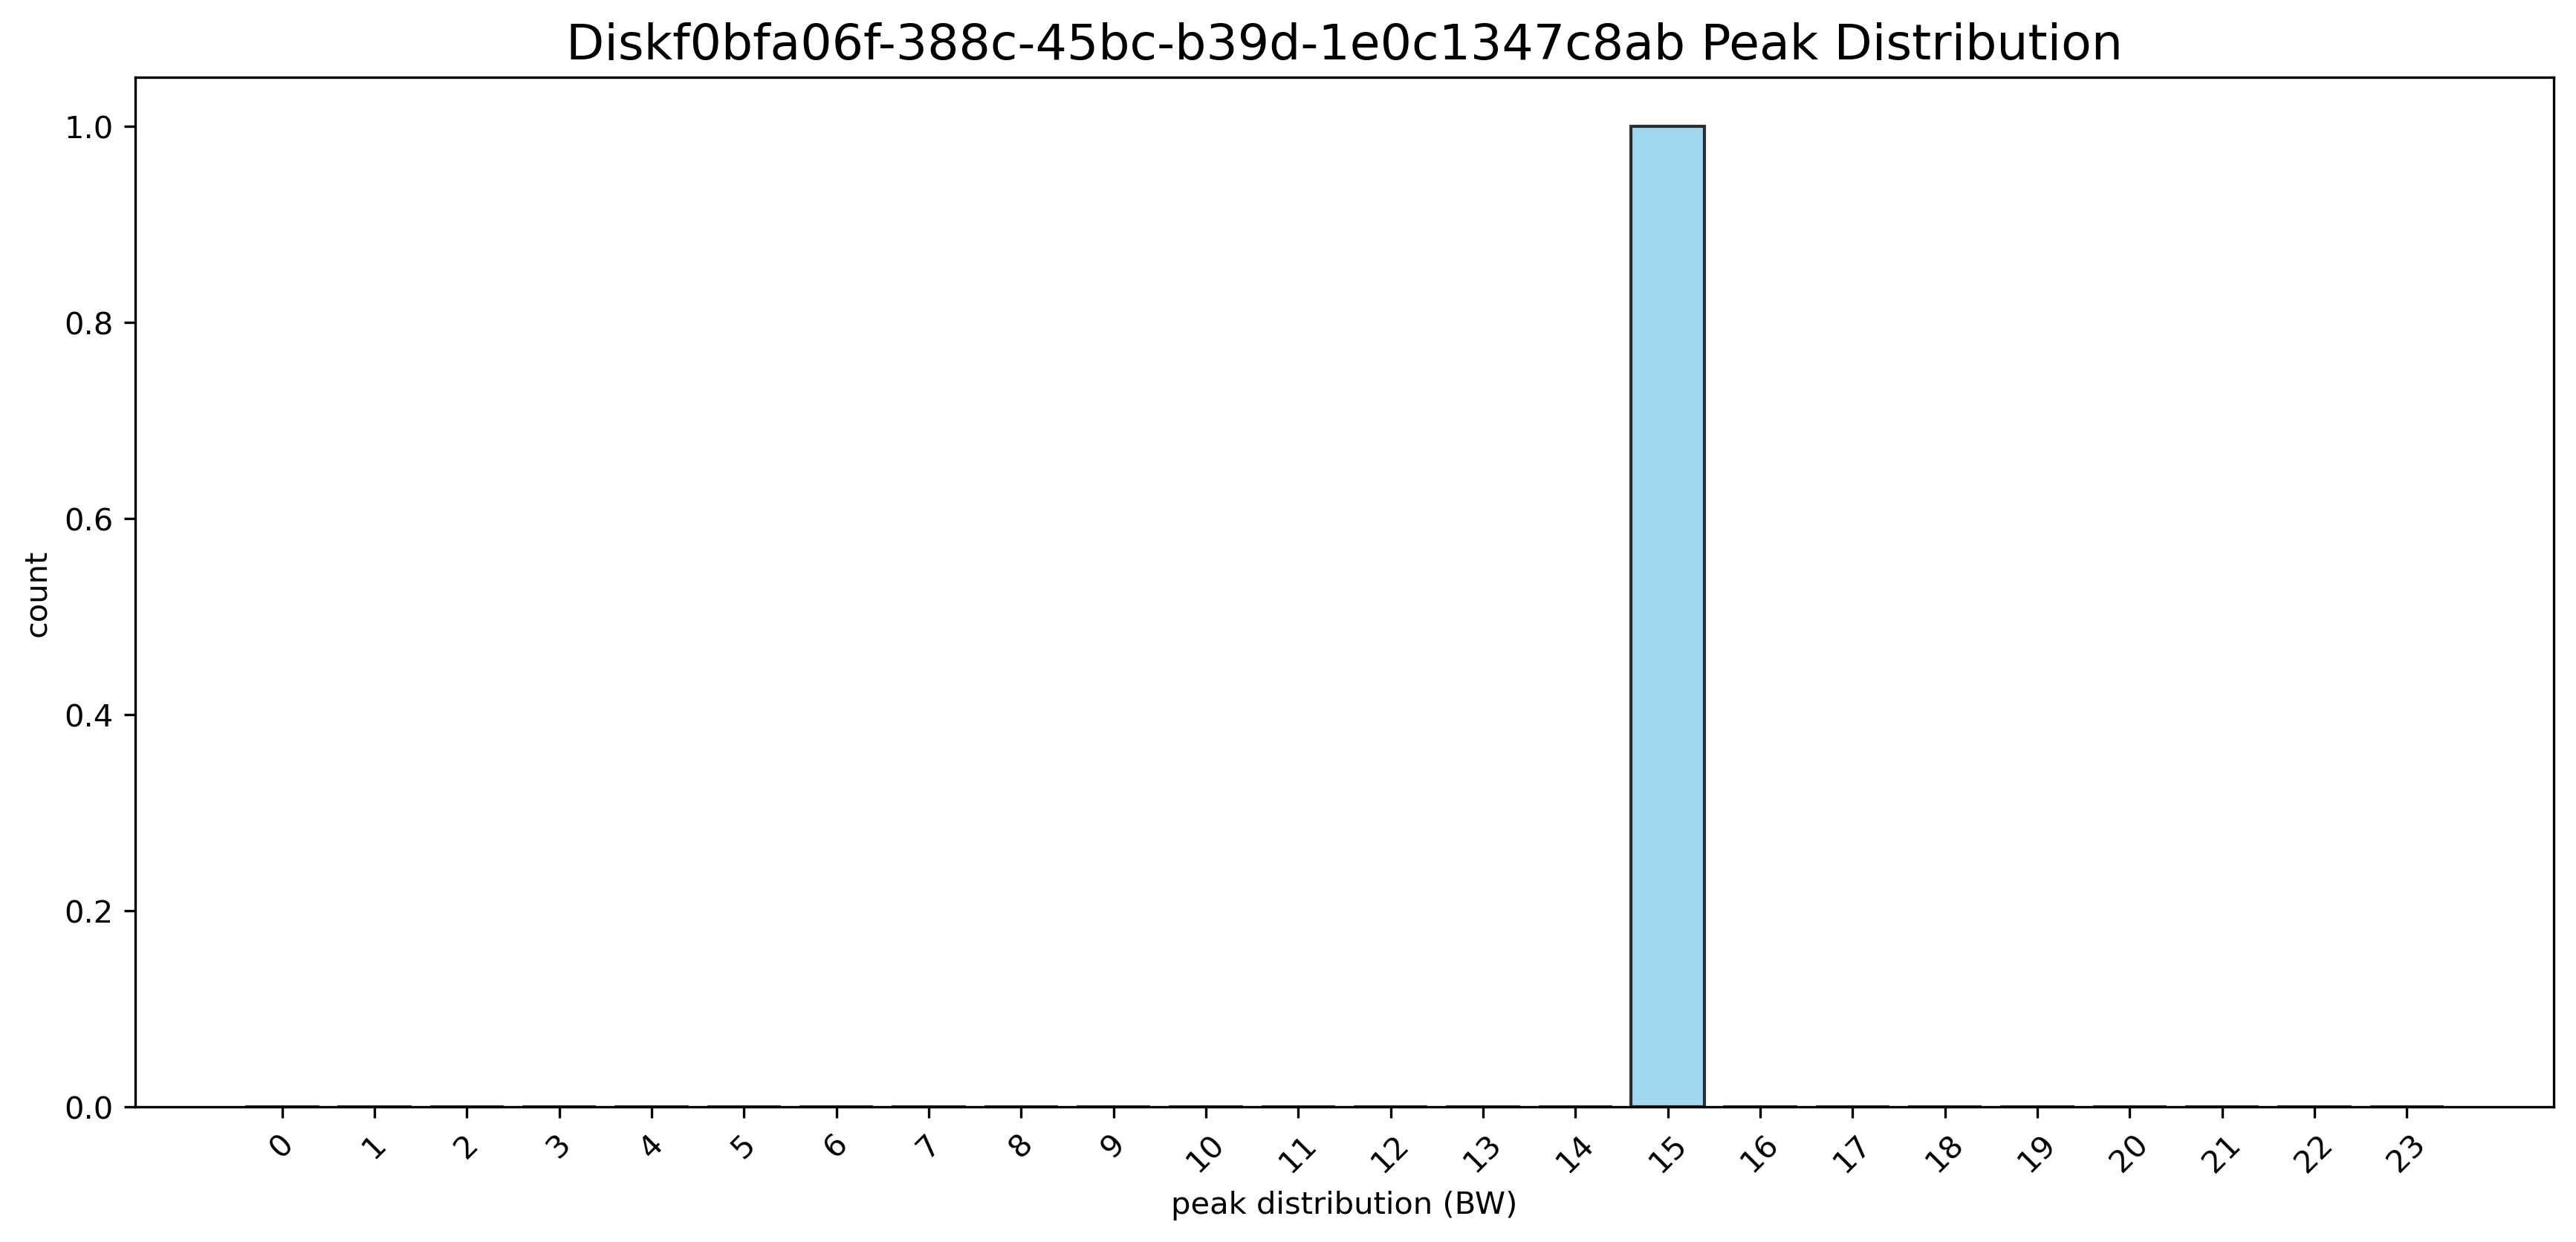 Diskf0bfa06f-388c-45bc-b39d-1e0c1347c8ab Peak Distribution
1.0
0.8
0.6
0.4
0.2
0.0
count
0 1 2 3 4 5 6 7 8 9 10 11 12 13 14 15 16 17 18 19 20 21 22 23
peak distribution (BW)